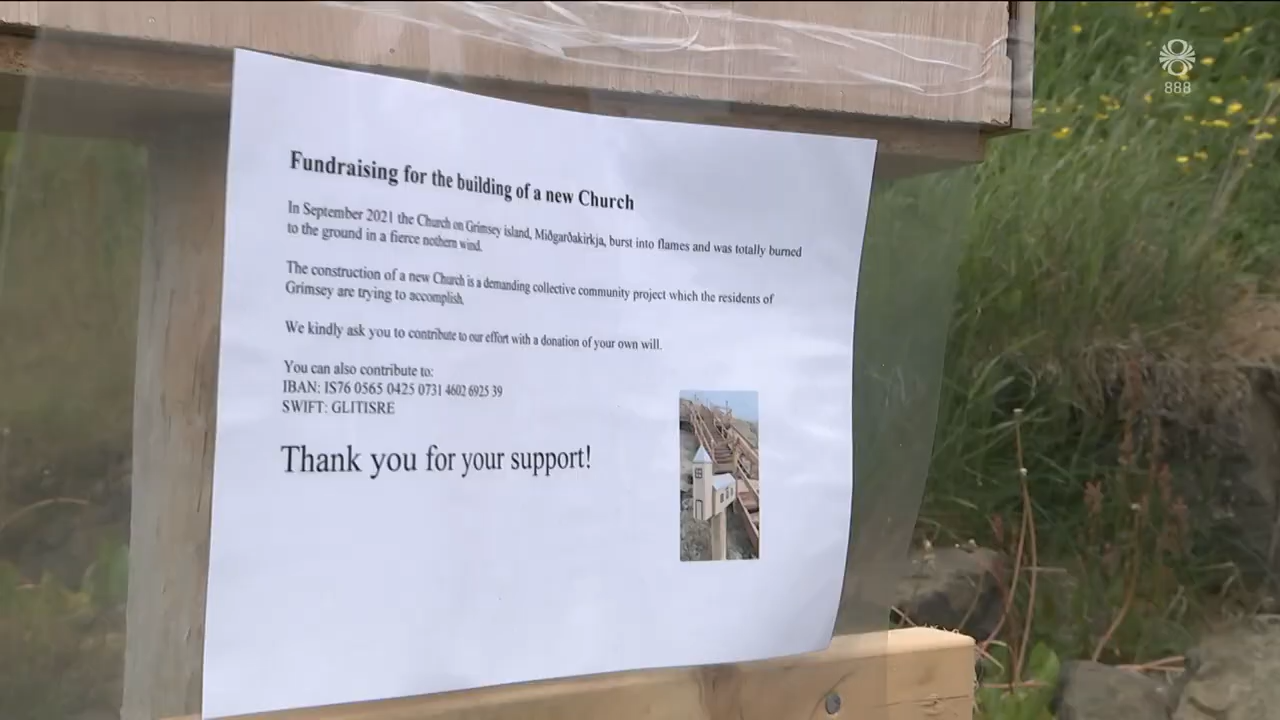 888
Fundraising for the building of a new Church
In September 2021 the Church on Grimsey island, Miðgarðakirkja, burst into flames and was totally burned
to the ground in a fierce nothern wind.
The construction of a new Church is a demanding collective community project which the residents of
Grimsey are trying to accomplish.
We kindly ask you to contribute to our effort with a donation of your own will.
You can also contribute to:
IBAN: IS76 0565 0425 0731 4602 6925 39
SWIFT: GLITISRE
Thank you for your support!